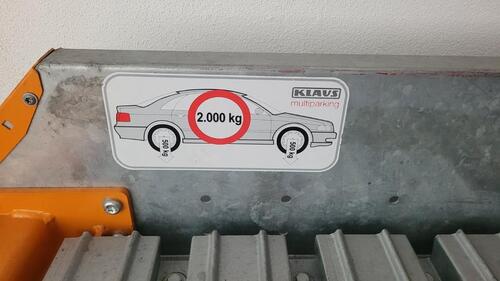 KLAUS
multiparking
2.000 kg
500 kg
500 kg